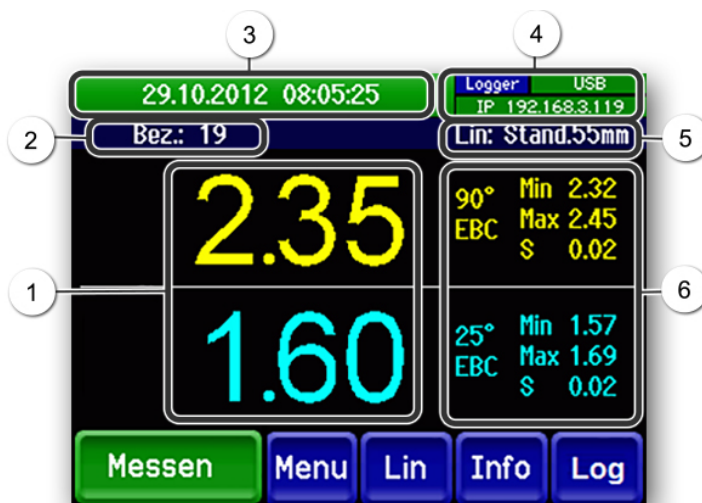 3
4
29.10.2012 08:05:25
Logger USB
IP 192.168.3.119
2
Bez.: 19
Lin: Stand.55mm
5
2.35
90° EBC
Min 2.32
Max 2.45
S 0.02
1
6
1.60
25° EBC
Min 1.57
Max 1.69
S 0.02
Messen
Menu
Lin
Info
Log